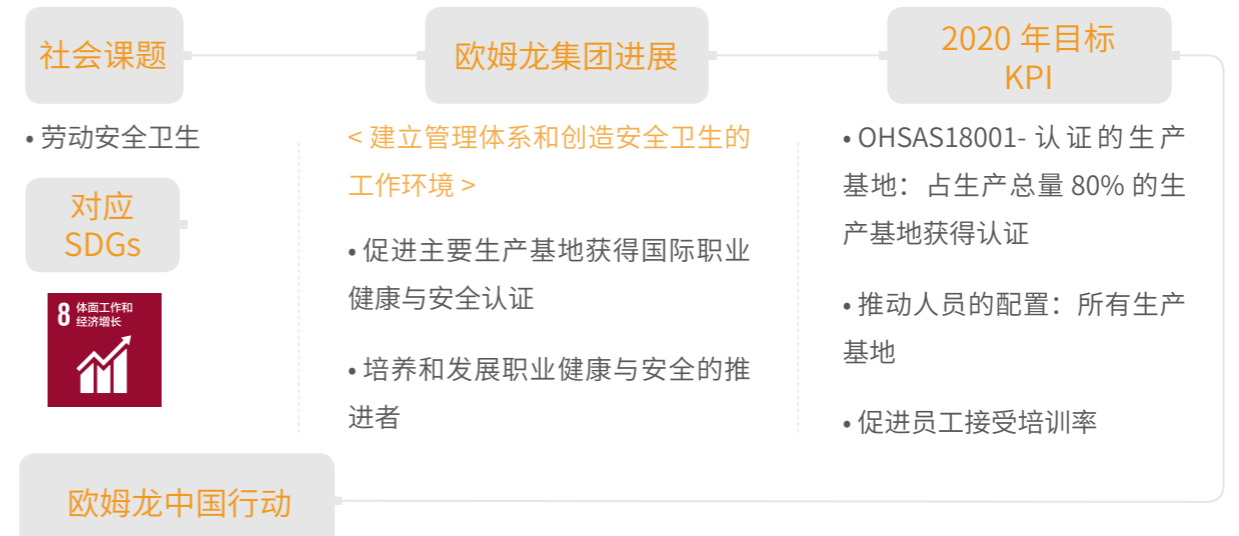 社会课题
• 劳动安全卫生
对应
SDGs
8 体面工作和
经济增长
欧姆龙集团进展
< 建立管理体系和创造安全卫生的
工作环境 >
• 促进主要生产基地获得国际职业
健康与安全认证
• 培养和发展职业健康与安全的推
进者
2020 年目标
KPI
• OHSAS18001- 认证的生产
基地：占生产总量 80% 的生
产基地获得认证
• 推动人员的配置：所有生产
基地
• 促进员工接受培训率
欧姆龙中国行动